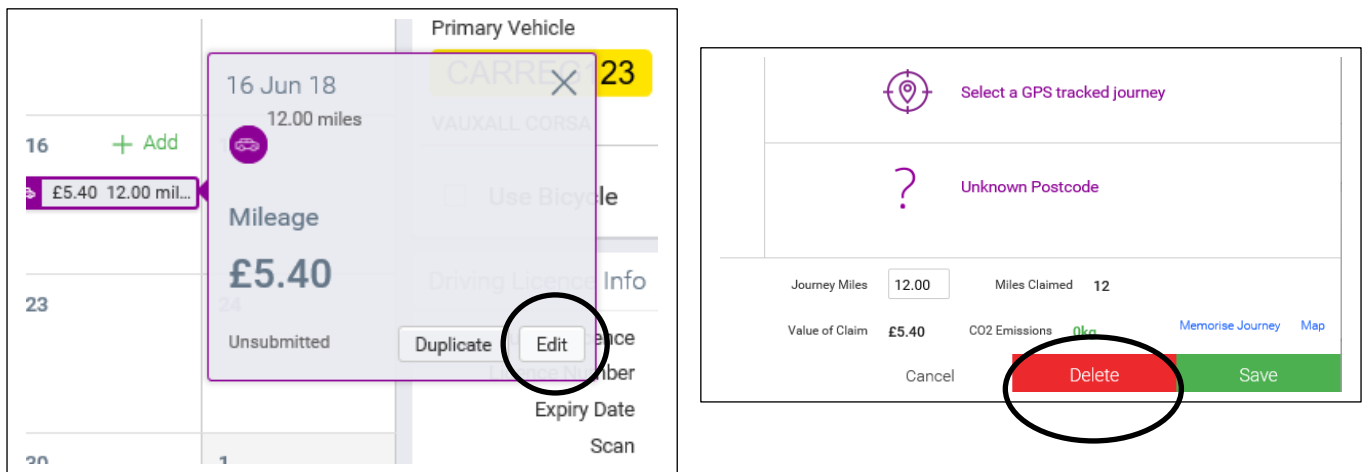 Primary Vehicle
CARREG123
VAUXALL CORSA
Use Bicycle
Driving Licence Info
Licence Number
Expiry Date
Scan
16
+ Add
£5.40 12.00 mil...
23
24
30
1
16 Jun 18
12.00 miles
Mileage
£5.40
Unsubmitted
Duplicate
Edit
Select a GPS tracked journey
?
Unknown Postcode
Journey Miles 12.00 Miles Claimed 12
Value of Claim £5.40 CO2 Emissions 0kg Memorise Journey Map
Cancel Delete Save